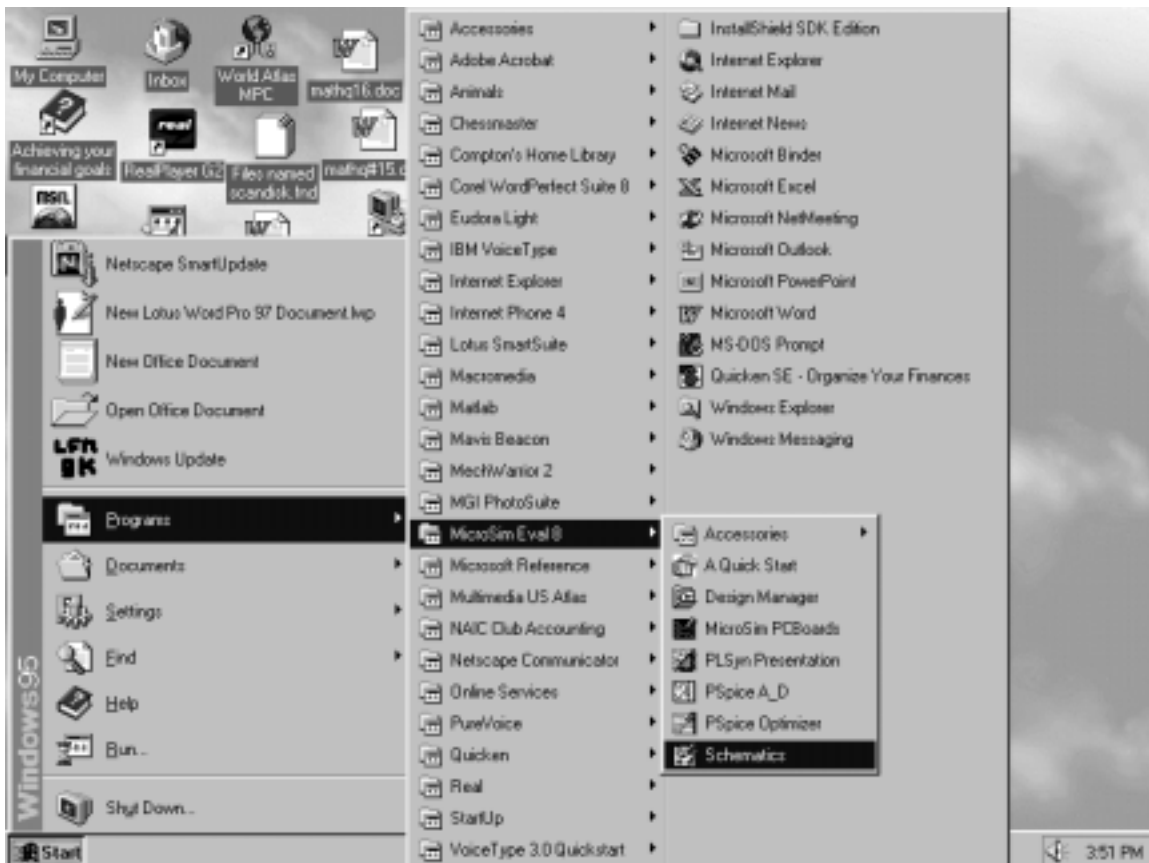 My Computer
Inbox
World Atlas
MPC
mathq16.doc
Achieving your
financial goals
real
RealPlayer G2
Files named
scandisk.fnd
mathq#15.c
msn.
Netscape SmartUpdate
New Lotus Word Pro 97 Document.lwp
New Office Document
Open Office Document
Windows Update
Programs
Documents
Settings
Find
Help
Run...
Shut Down...
Windows95
Start
Accessories
Adobe Acrobat
Animals
Chessmaster
Compton's Home Library
Corel WordPerfect Suite 8
Eudora Light
IBM VoiceType
Internet Explorer
Internet Phone 4
Lotus SmartSuite
Macromedia
Matlab
Mavis Beacon
MechWarrior 2
MGI PhotoSuite
MicroSim Eval 8
Microsoft Reference
Multimedia US Atlas
NAIC Club Accounting
Netscape Communicator
Online Services
PureVoice
Quicken
Real
StartUp
VoiceType 3.0 Quickstart
InstallShield SDK Edition
Internet Explorer
Internet Mail
Internet News
Microsoft Binder
Microsoft Excel
Microsoft NetMeeting
Microsoft Outlook
Microsoft PowerPoint
Microsoft Word
MS-DOS Prompt
Quicken SE - Organize Your Finances
Windows Explorer
Windows Messaging
Accessories
A Quick Start
Design Manager
MicroSim PCBoards
PLSyn Presentation
PSpice A_D
PSpice Optimizer
Schematics
3:51 PM